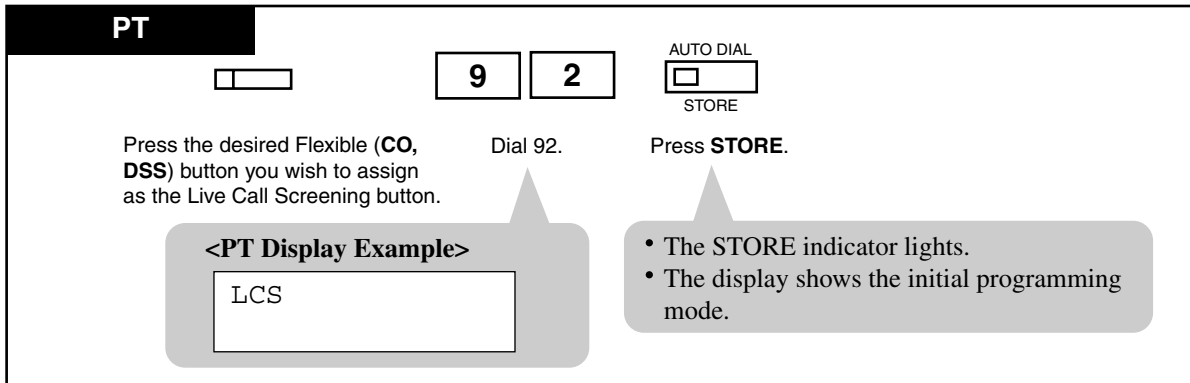 PT
9 2
AUTO DIAL
STORE
Press the desired Flexible (CO,
DSS) button you wish to assign
as the Live Call Screening button.
Dial 92.
Press STORE.
<PT Display Example>
LCS
• The STORE indicator lights.
• The display shows the initial programming
mode.